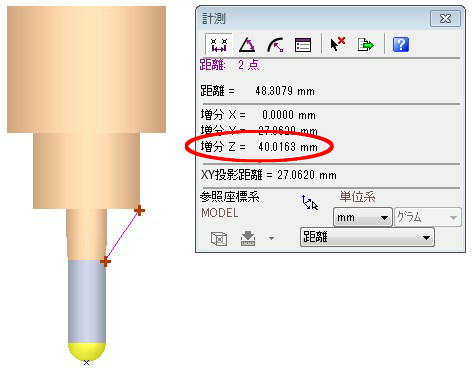 計測
距離: 2 点
距離 = 48.3079 mm
増分 X = 0.0000 mm
増分 Y = 27.0620 mm
増分 Z = 40.0163 mm
XY投影距離 = 27.0620 mm
参照座標系 単位系
MODEL mm グラム
距離